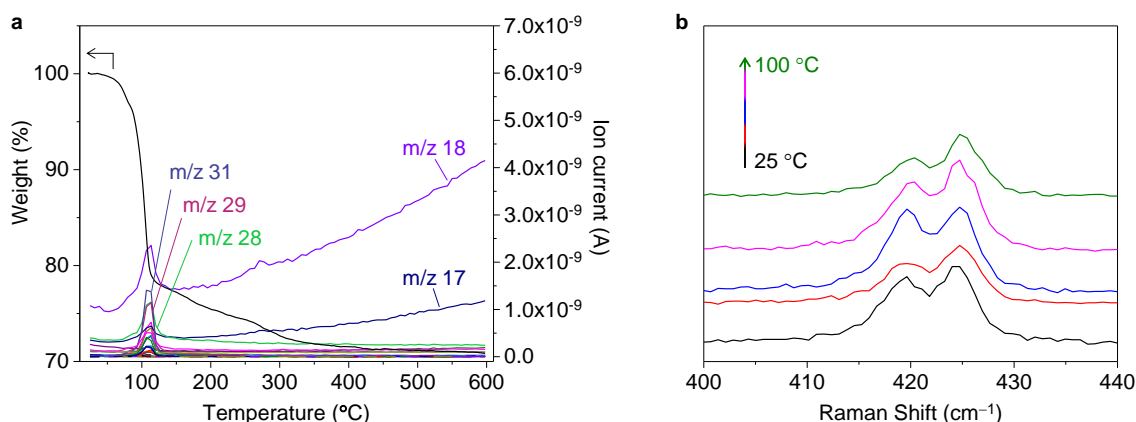 a
Weight (%)
100
90
80
70
7.0x10⁻⁹
6.0x10⁻⁹
5.0x10⁻⁹
4.0x10⁻⁹
3.0x10⁻⁹
2.0x10⁻⁹
1.0x10⁻⁹
0.0
Ion current (A)
m/z 18
m/z 31
m/z 29
m/z 28
m/z 17
0 100 200 300 400 500 600
Temperature (°C)
b
100 °C
25 °C
400 410 420 430 440
Raman Shift (cm⁻¹)